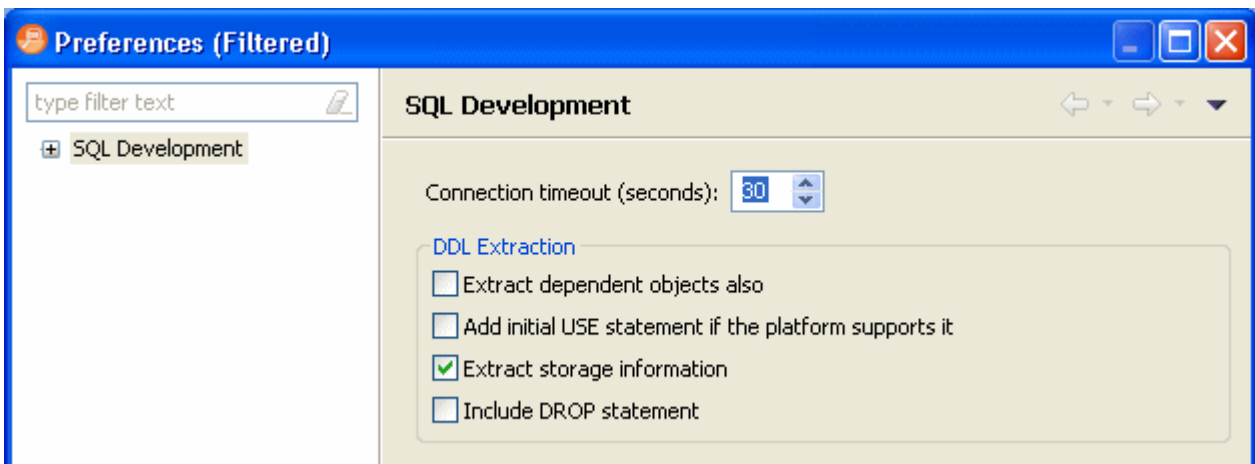 Preferences (Filtered)
type filter text
SQL Development
SQL Development
Connection timeout (seconds): 30
DDL Extraction
Extract dependent objects also
Add initial USE statement if the platform supports it
Extract storage information
Include DROP statement